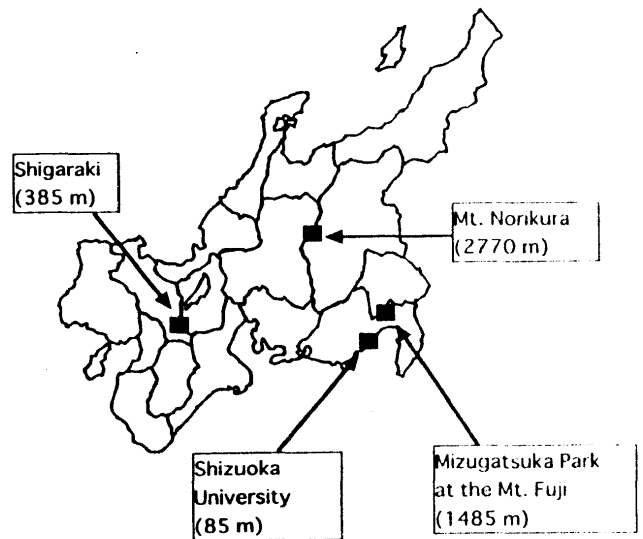 Shigaraki
(385 m)
Mt. Norikura
(2770 m)
Shizuoka
University
(85 m)
Mizugatsuka Park
at the Mt. Fuji
(1485 m)